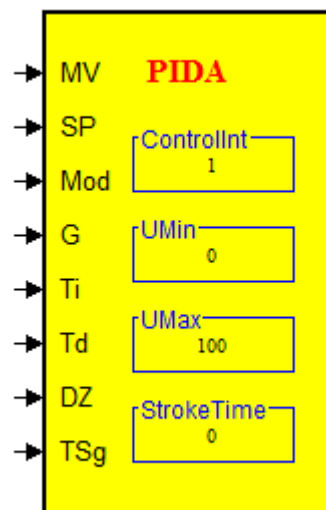 MV PIDA
SP
ControlInt
1
Mod
G
UMin
0
Ti
UMax
Td
100
DZ
StrokeTime
0
TSg